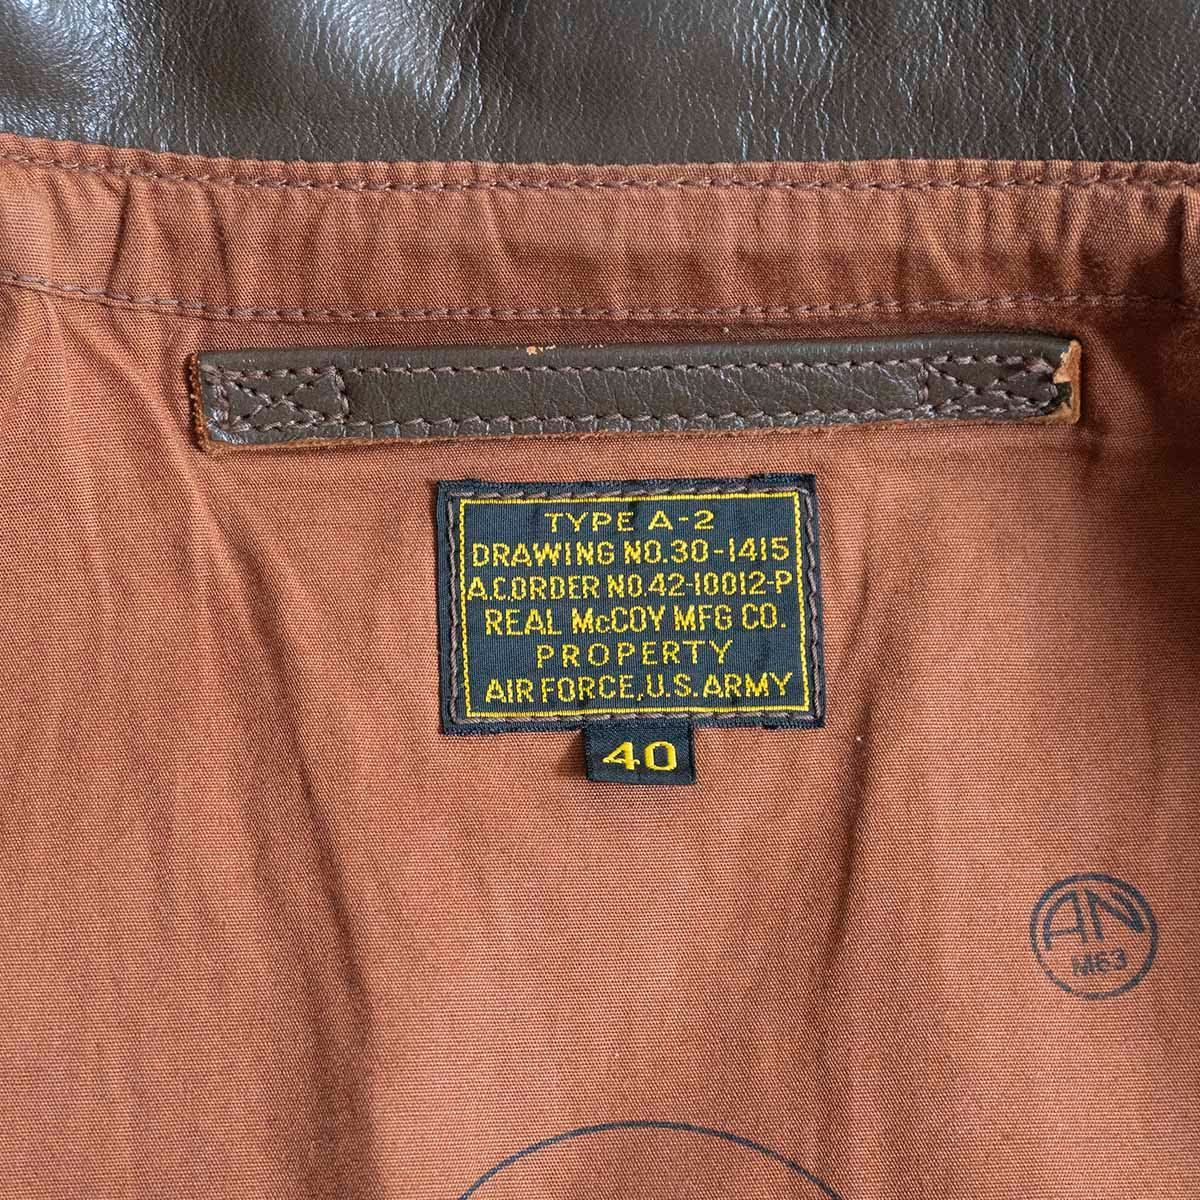 TYPE A-2
DRAWING NO.30-1415
A.C.ORDER NO.42-10012-P
REAL McCOY MFG CO.
PROPERTY
AIR FORCE, U.S. ARMY
40
AN
M63